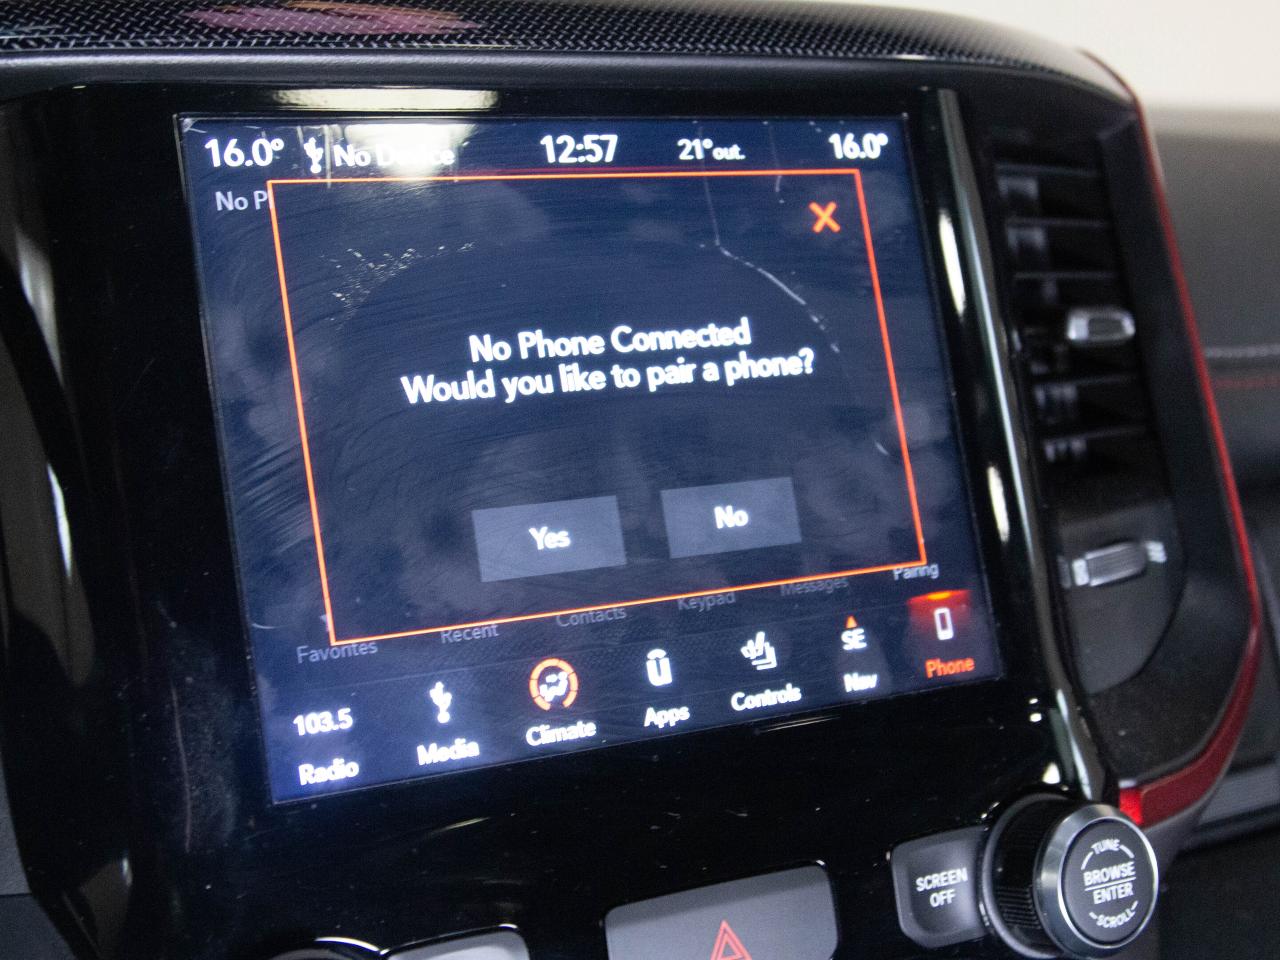 16.0° No Device 12:57 21° out. 16.0°
No P
X
No Phone Connected
Would you like to pair a phone?
Yes No
Favorites Recent Contacts Keypad Messages Pairing
103.5 SE
Radio Media Climate Apps Controls Nav Phone
SCREEN
OFF
TUNE
BROWSE
ENTER
SCROLL